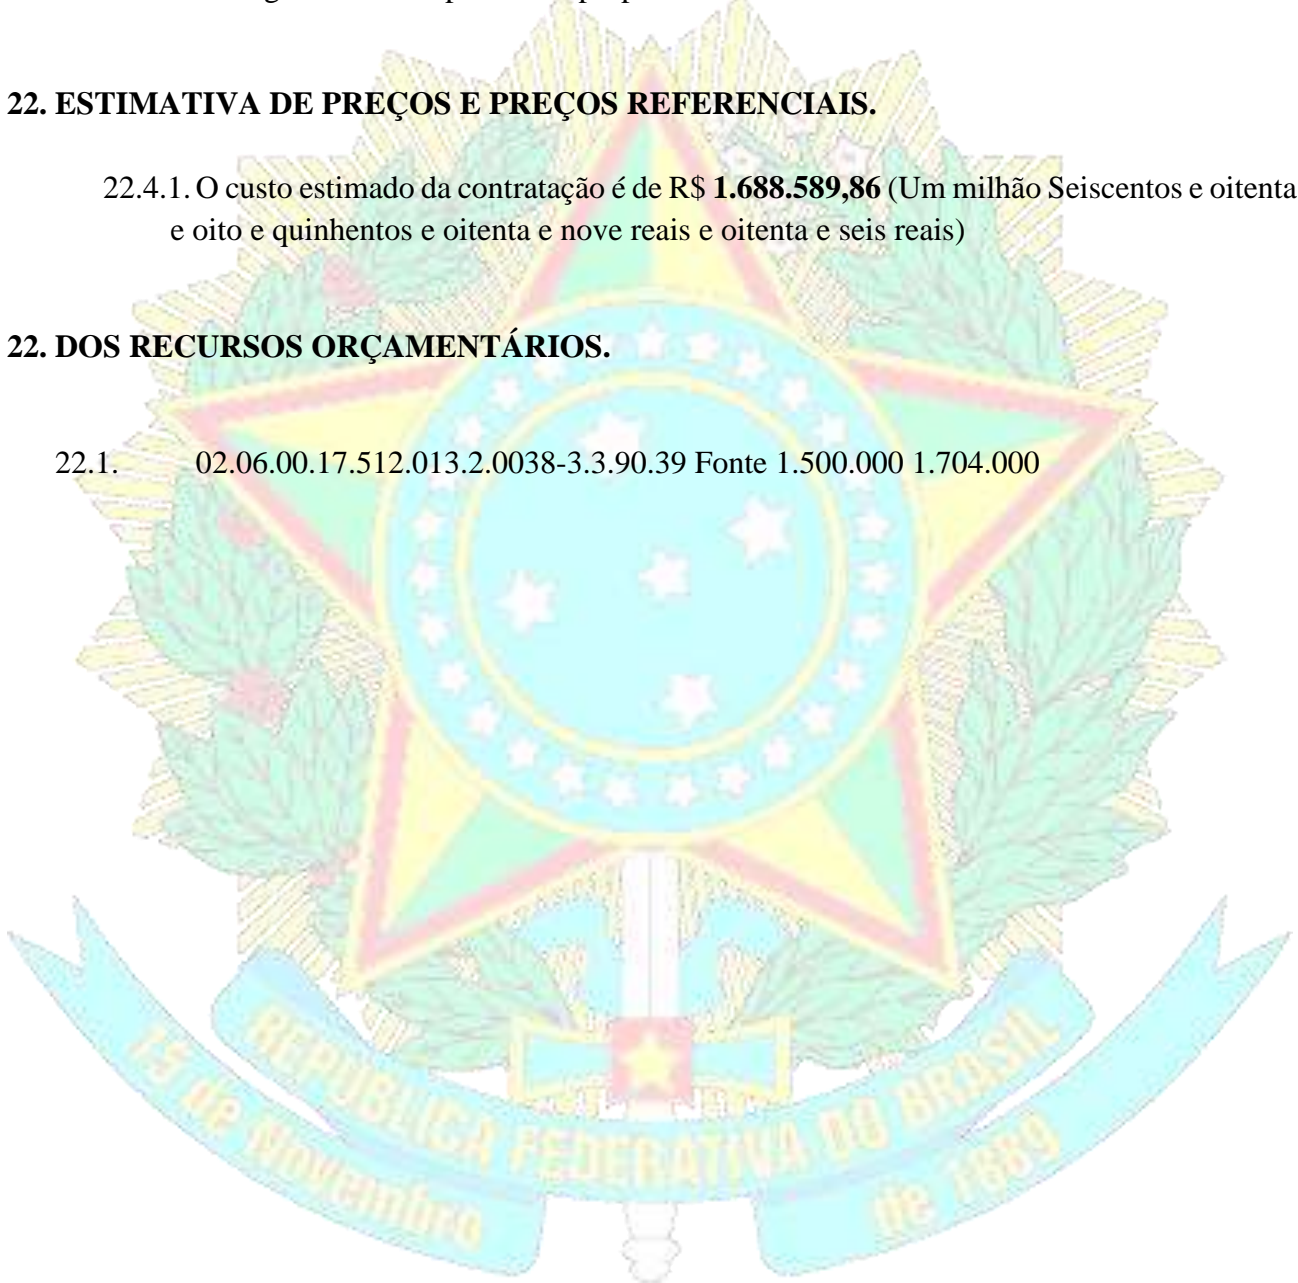 22. ESTIMATIVA DE PREÇOS E PREÇOS REFERENCIAIS.
22.4.1. O custo estimado da contratação é de R$ 1.688.589,86 (Um milhão Seiscentos e oitenta
e oito e quinhentos e oitenta e nove reais e oitenta e seis reais)
22. DOS RECURSOS ORÇAMENTÁRIOS.
22.1. 02.06.00.17.512.013.2.0038-3.3.90.39 Fonte 1.500.000 1.704.000
REPÚBLICA FEDERATIVA DO BRASIL
15 de Novembro de 1889